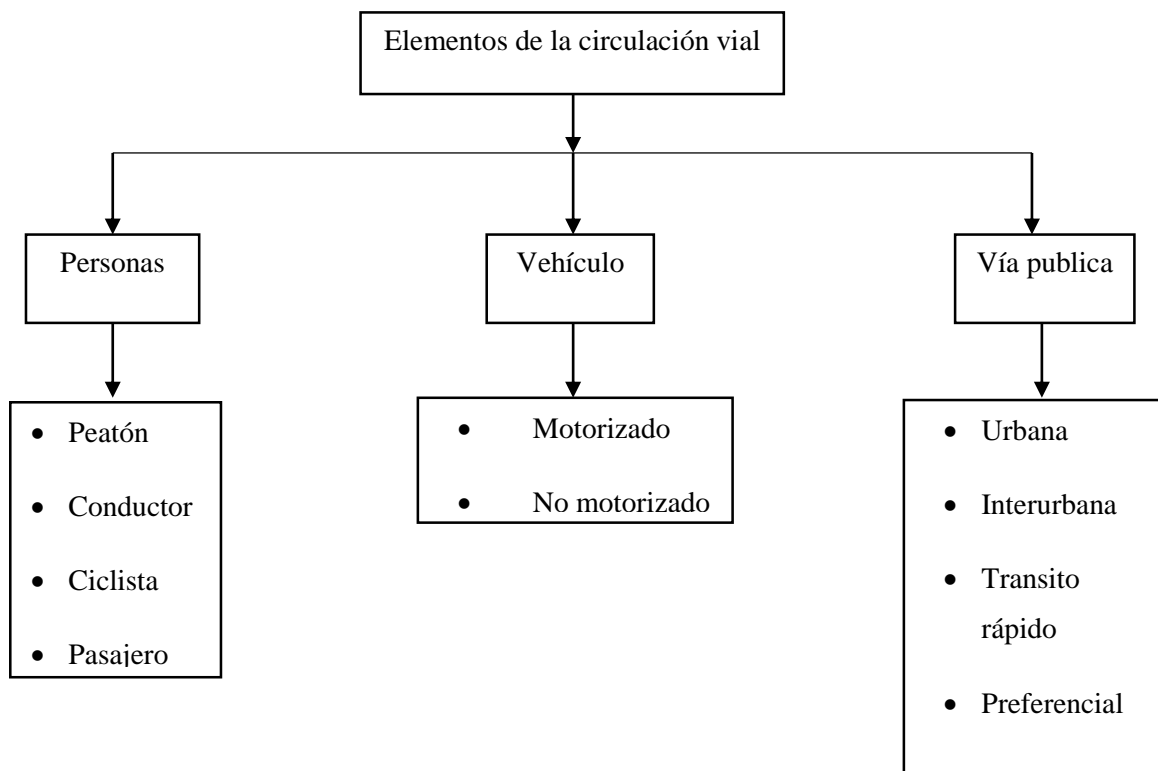 Elementos de la circulación vial
Personas
Vehículo
Vía publica
• Peatón
• Conductor
• Ciclista
• Pasajero
• Motorizado
• No motorizado
• Urbana
• Interurbana
• Transito
rápido
• Preferencial